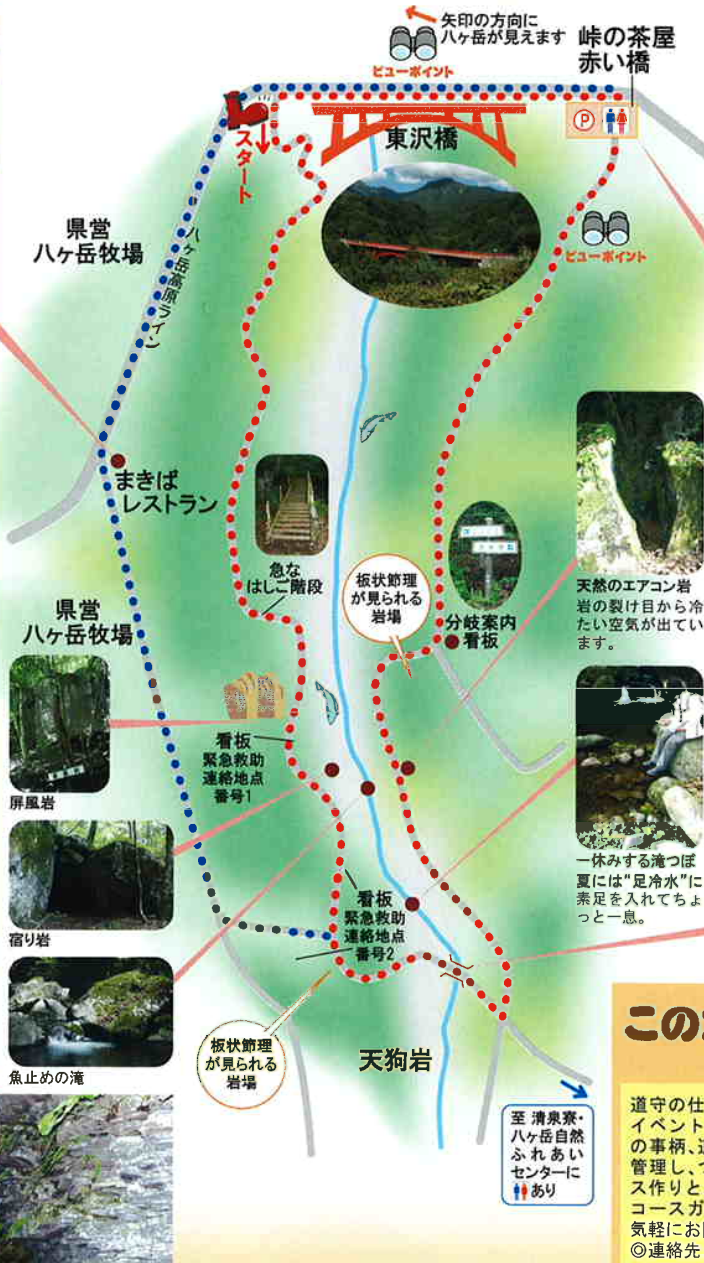 矢印の方向に
八ヶ岳が見えます
ビューポイント
峠の茶屋
赤い橋
P
スタート
東沢橋
県営
八ヶ岳牧場
八ヶ岳高原ライン
ビューポイント
まきば
レストラン
急な
はしご階段
板状節理
が見られる
岩場
分岐案内
看板
天然のエアコン岩
岩の裂け目から冷
たい空気が出てい
ます。
県営
八ヶ岳牧場
屏風岩
看板
緊急救助
連絡地点
番号1
一休みする滝つぼ
夏には“足冷水”に
素足を入れてちょ
っと一息。
宿り岩
看板
緊急救助
連絡地点
番号2
魚止めの滝
板状節理
が見られる
岩場
天狗岩
至 清泉寮・
八ヶ岳自然
ふれあい
センターに
あり
この
道守の仕
イベント
の事柄、
管理し、
ス作りと
コースガ
気軽にお
◎連絡先